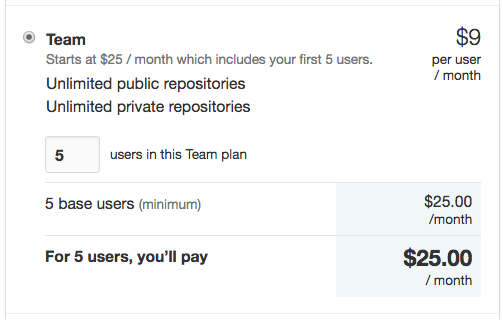 Team
$9
Starts at $25 / month which includes your first 5 users.
per user
/ month
Unlimited public repositories
Unlimited private repositories
5 users in this Team plan
5 base users (minimum)
$25.00
/month
For 5 users, you’ll pay
$25.00
/ month